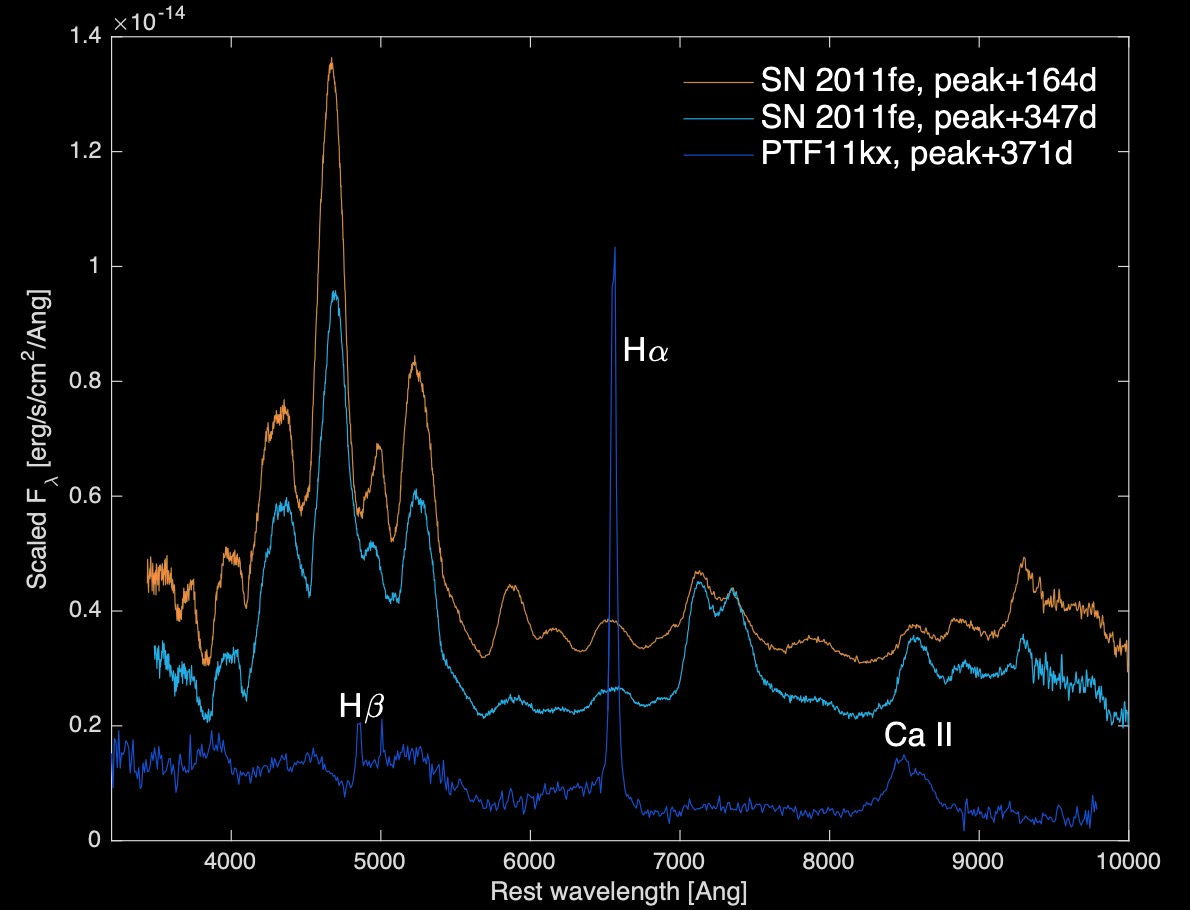 ×10⁻¹⁴
1.4
1.2
1
0.8
0.6
0.4
0.2
0
Scaled F_λ [erg/s/cm²/Ang]
SN 2011fe, peak+164d
SN 2011fe, peak+347d
PTF11kx, peak+371d
Hα
Hβ
Ca II
4000 5000 6000 7000 8000 9000 10000
Rest wavelength [Ang]